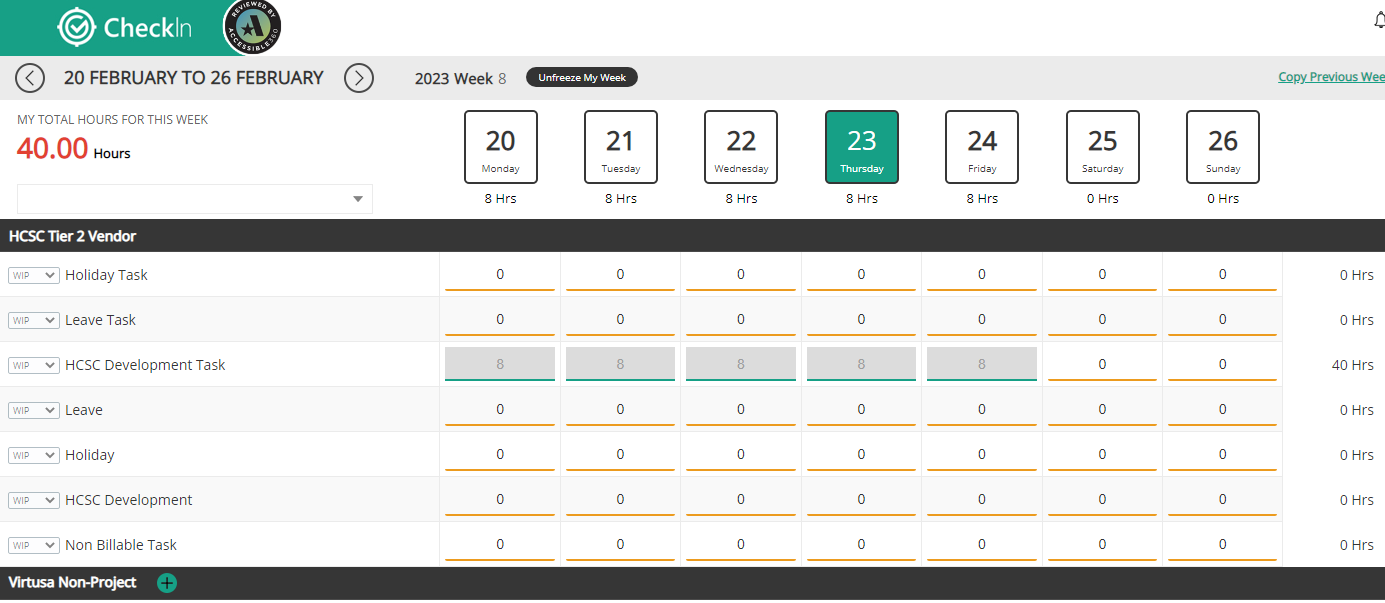 CheckIn
REVIEWED BY
ACCESSIBLE360
20 FEBRUARY TO 26 FEBRUARY
2023 Week 8
Unfreeze My Week
Copy Previous Wee
MY TOTAL HOURS FOR THIS WEEK
40.00 Hours
20 21 22 23 24 25 26
Monday Tuesday Wednesday Thursday Friday Saturday Sunday
8 Hrs 8 Hrs 8 Hrs 8 Hrs 8 Hrs 0 Hrs 0 Hrs
HCSC Tier 2 Vendor
WIP Holiday Task 0 0 0 0 0 0 0 0 Hrs
WIP Leave Task 0 0 0 0 0 0 0 0 Hrs
WIP HCSC Development Task 8 8 8 8 8 0 0 40 Hrs
WIP Leave 0 0 0 0 0 0 0 0 Hrs
WIP Holiday 0 0 0 0 0 0 0 0 Hrs
WIP HCSC Development 0 0 0 0 0 0 0 0 Hrs
WIP Non Billable Task 0 0 0 0 0 0 0 0 Hrs
Virtusa Non-Project